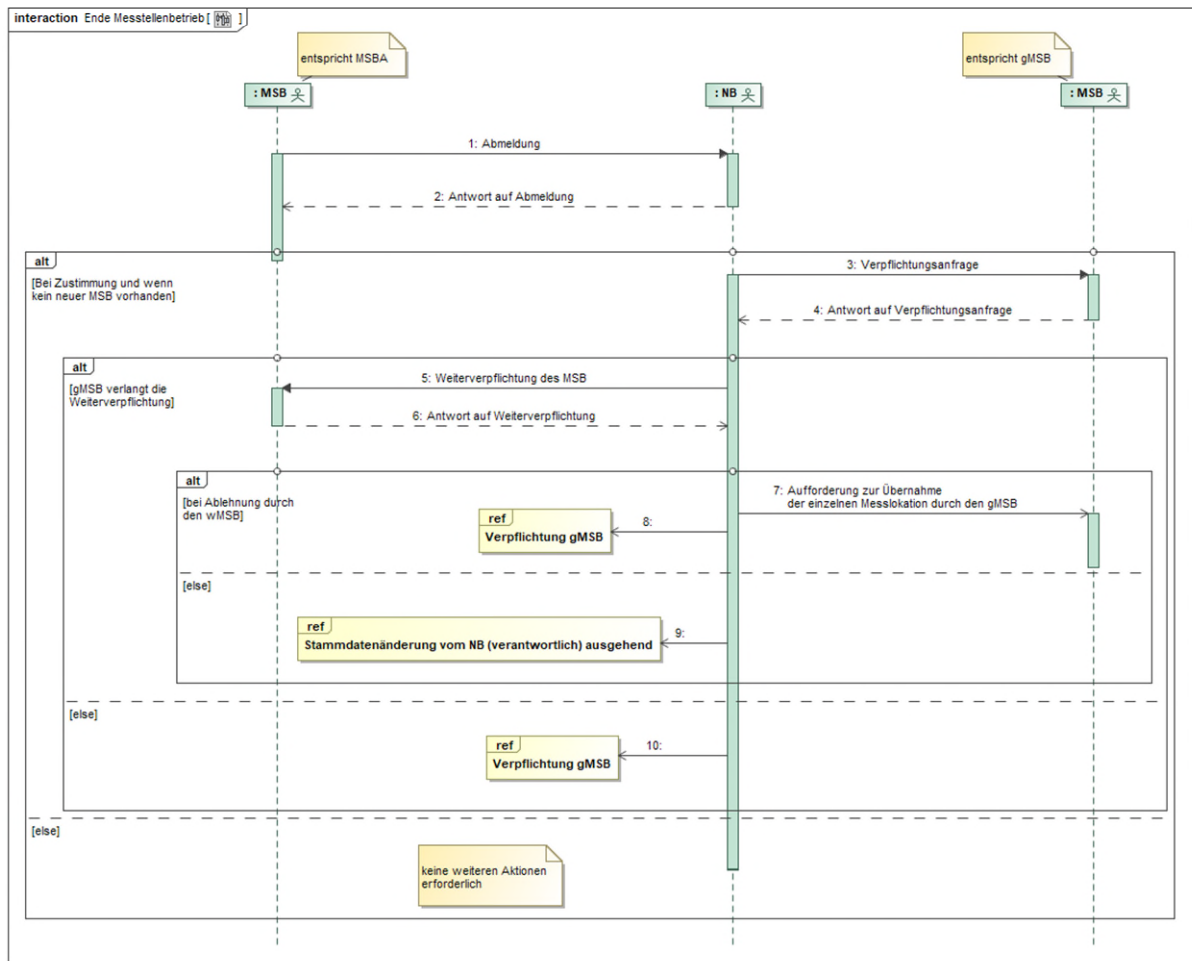 interaction Ende Messtellenbetrieb [ ]
entspricht MSBA
entspricht gMSB
: MSB
: NB
: MSB
1: Abmeldung
2: Antwort auf Abmeldung
alt
[Bei Zustimmung und wenn
kein neuer MSB vorhanden]
3: Verpflichtungsanfrage
4: Antwort auf Verpflichtungsanfrage
alt
[gMSB verlangt die
Weiterverpflichtung]
5: Weiterverpflichtung des MSB
6: Antwort auf Weiterverpflichtung
alt
[bei Ablehnung durch
den wMSB]
7: Aufforderung zur Übernahme
der einzelnen Messlokation durch den gMSB
ref
Verpflichtung gMSB
8:
[else]
ref
Stammdatenänderung vom NB (verantwortlich) ausgehend
9:
[else]
ref
Verpflichtung gMSB
10:
[else]
keine weiteren Aktionen
erforderlich